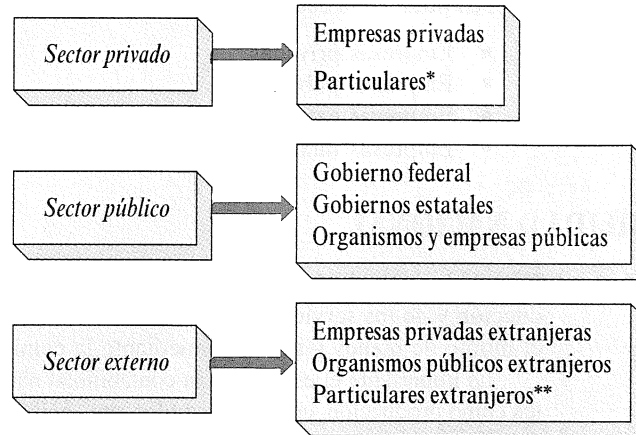 Sector privado
Empresas privadas
Particulares*
Sector público
Gobierno federal
Gobiernos estatales
Organismos y empresas públicas
Sector externo
Empresas privadas extranjeras
Organismos públicos extranjeros
Particulares extranjeros**